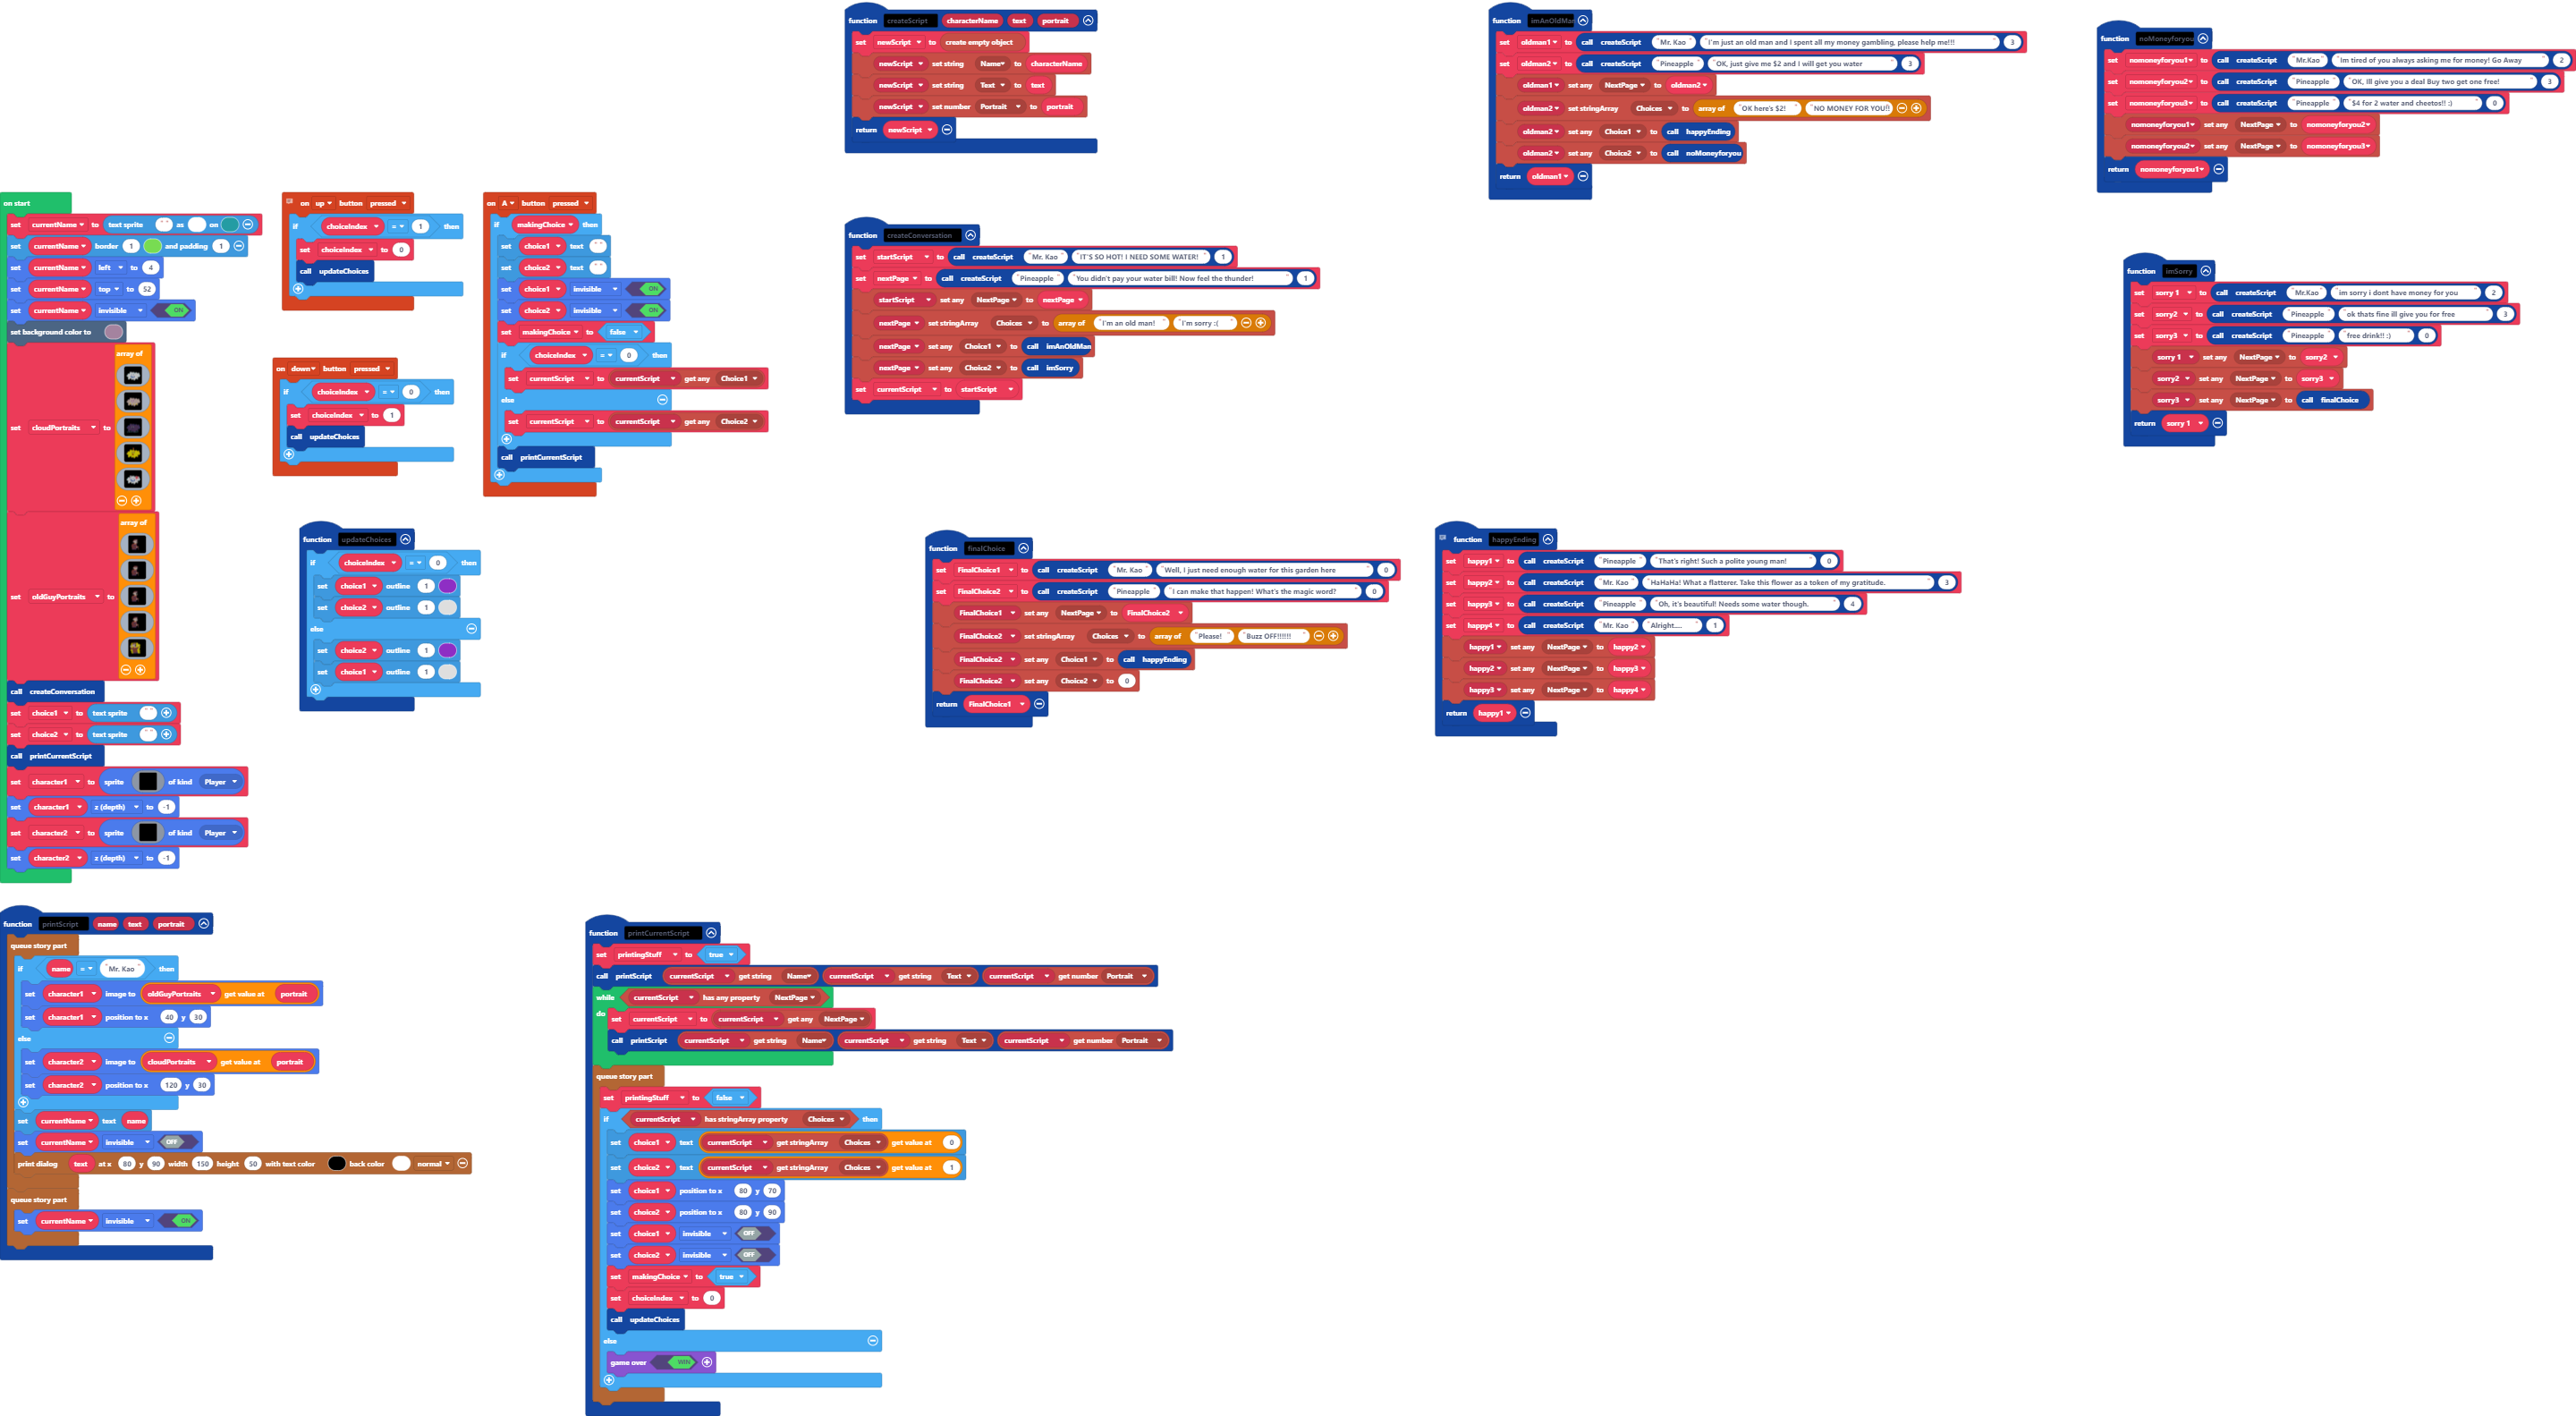 function createScript characterName text portrait
set newScript to create empty object
newScript set string Name to characterName
newScript set string Text to text
newScript set number Portrait to portrait
return newScript
function imAnOldMan
set oldman1 to call createScript "Mr. Kao" "I'm just an old man and I spent all my money gambling, please help me!!!" 3
set oldman2 to call createScript "Pineapple" "OK, just give me $2 and I will get you water" 3
oldman1 set any NextPage to oldman2
oldman2 set stringArray Choices to array of "OK here's $2!" "NO MONEY FOR YOU!!
oldman2 set any Choice1 to call happyEnding
oldman2 set any Choice2 to call noMoneyforyou
return oldman1
function noMoneyforyou
set nomoneyforyou1 to call createScript "Mr.Kao" "Im tired of you always asking me for money! Go Away" 2
set nomoneyforyou2 to call createScript "Pineapple" "OK, Ill give you a deal Buy two get one free!" 3
set nomoneyforyou3 to call createScript "Pineapple" "$4 for 2 water and cheetos!! :)" 0
nomoneyforyou1 set any NextPage to nomoneyforyou2
nomoneyforyou2 set any NextPage to nomoneyforyou3
return nomoneyforyou1
on start
set currentName to text sprite " " as on
set currentName border 1 and padding 1
set currentName left to 4
set currentName top to 52
set currentName invisible ON
set background color to
set cloudPortraits to array of
set oldGuyPortraits to array of
call createConversation
set choice1 to text sprite " "
set choice2 to text sprite " "
call printCurrentScript
set character1 to sprite of kind Player
set character1 z (depth) to -1
set character2 to sprite of kind Player
set character2 z (depth) to -1
on up button pressed
if choiceIndex = 1 then
set choiceIndex to 0
call updateChoices
on down button pressed
if choiceIndex = 0 then
set choiceIndex to 1
call updateChoices
on A button pressed
if makingChoice then
set choice1 text " "
set choice2 text " "
set choice1 invisible ON
set choice2 invisible ON
set makingChoice to false
if choiceIndex = 0 then
set currentScript to currentScript get any Choice1
else
set currentScript to currentScript get any Choice2
call printCurrentScript
function createConversation
set startScript to call createScript "Mr. Kao" "IT'S SO HOT! I NEED SOME WATER!" 1
set nextPage to call createScript "Pineapple" "You didn't pay your water bill! Now feel the thunder!" 1
startScript set any NextPage to nextPage
nextPage set stringArray Choices to array of "I'm an old man!" "I'm sorry :("
nextPage set any Choice1 to call imAnOldMan
nextPage set any Choice2 to call imSorry
set currentScript to startScript
function imSorry
set sorry 1 to call createScript "Mr.Kao" "im sorry i dont have money for you" 2
set sorry2 to call createScript "Pineapple" "ok thats fine ill give you for free" 3
set sorry3 to call createScript "Pineapple" "free drink!! :)" 0
sorry 1 set any NextPage to sorry2
sorry2 set any NextPage to sorry3
sorry3 set any NextPage to call finalChoice
return sorry 1
function updateChoices
if choiceIndex = 0 then
set choice1 outline 1
set choice2 outline 1
else
set choice2 outline 1
set choice1 outline 1
function finalChoice
set FinalChoice1 to call createScript "Mr. Kao" "Well, I just need enough water for this garden here" 0
set FinalChoice2 to call createScript "Pineapple" "I can make that happen! What's the magic word?" 0
FinalChoice1 set any NextPage to FinalChoice2
FinalChoice2 set stringArray Choices to array of "Please!" "Buzz OFF!!!!!!"
FinalChoice2 set any Choice1 to call happyEnding
FinalChoice2 set any Choice2 to 0
return FinalChoice1
function happyEnding
set happy1 to call createScript "Pineapple" "That's right! Such a polite young man!" 0
set happy2 to call createScript "Mr. Kao" "HaHaHa! What a flatterer. Take this flower as a token of my gratitude." 3
set happy3 to call createScript "Pineapple" "Oh, it's beautiful! Needs some water though." 4
set happy4 to call createScript "Mr. Kao" "Alright...." 1
happy1 set any NextPage to happy2
happy2 set any NextPage to happy3
happy3 set any NextPage to happy4
return happy1
function printScript name text portrait
queue story part
if name = "Mr. Kao" then
set character1 image to oldGuyPortraits get value at portrait
set character1 position to x 40 y 30
else
set character2 image to cloudPortraits get value at portrait
set character2 position to x 120 y 30
set currentName text name
set currentName invisible OFF
print dialog text at x 80 y 90 width 150 height 50 with text color back color normal
queue story part
set currentName invisible ON
function printCurrentScript
set printingStuff to true
call printScript currentScript get string Name currentScript get string Text currentScript get number Portrait
while currentScript has any property NextPage
do set currentScript to currentScript get any NextPage
call printScript currentScript get string Name currentScript get string Text currentScript get number Portrait
queue story part
set printingStuff to false
if currentScript has stringArray property Choices then
set choice1 text currentScript get stringArray Choices get value at 0
set choice2 text currentScript get stringArray Choices get value at 1
set choice1 position to x 80 y 70
set choice2 position to x 80 y 90
set choice1 invisible OFF
set choice2 invisible OFF
set makingChoice to true
set choiceIndex to 0
call updateChoices
else
game over WIN